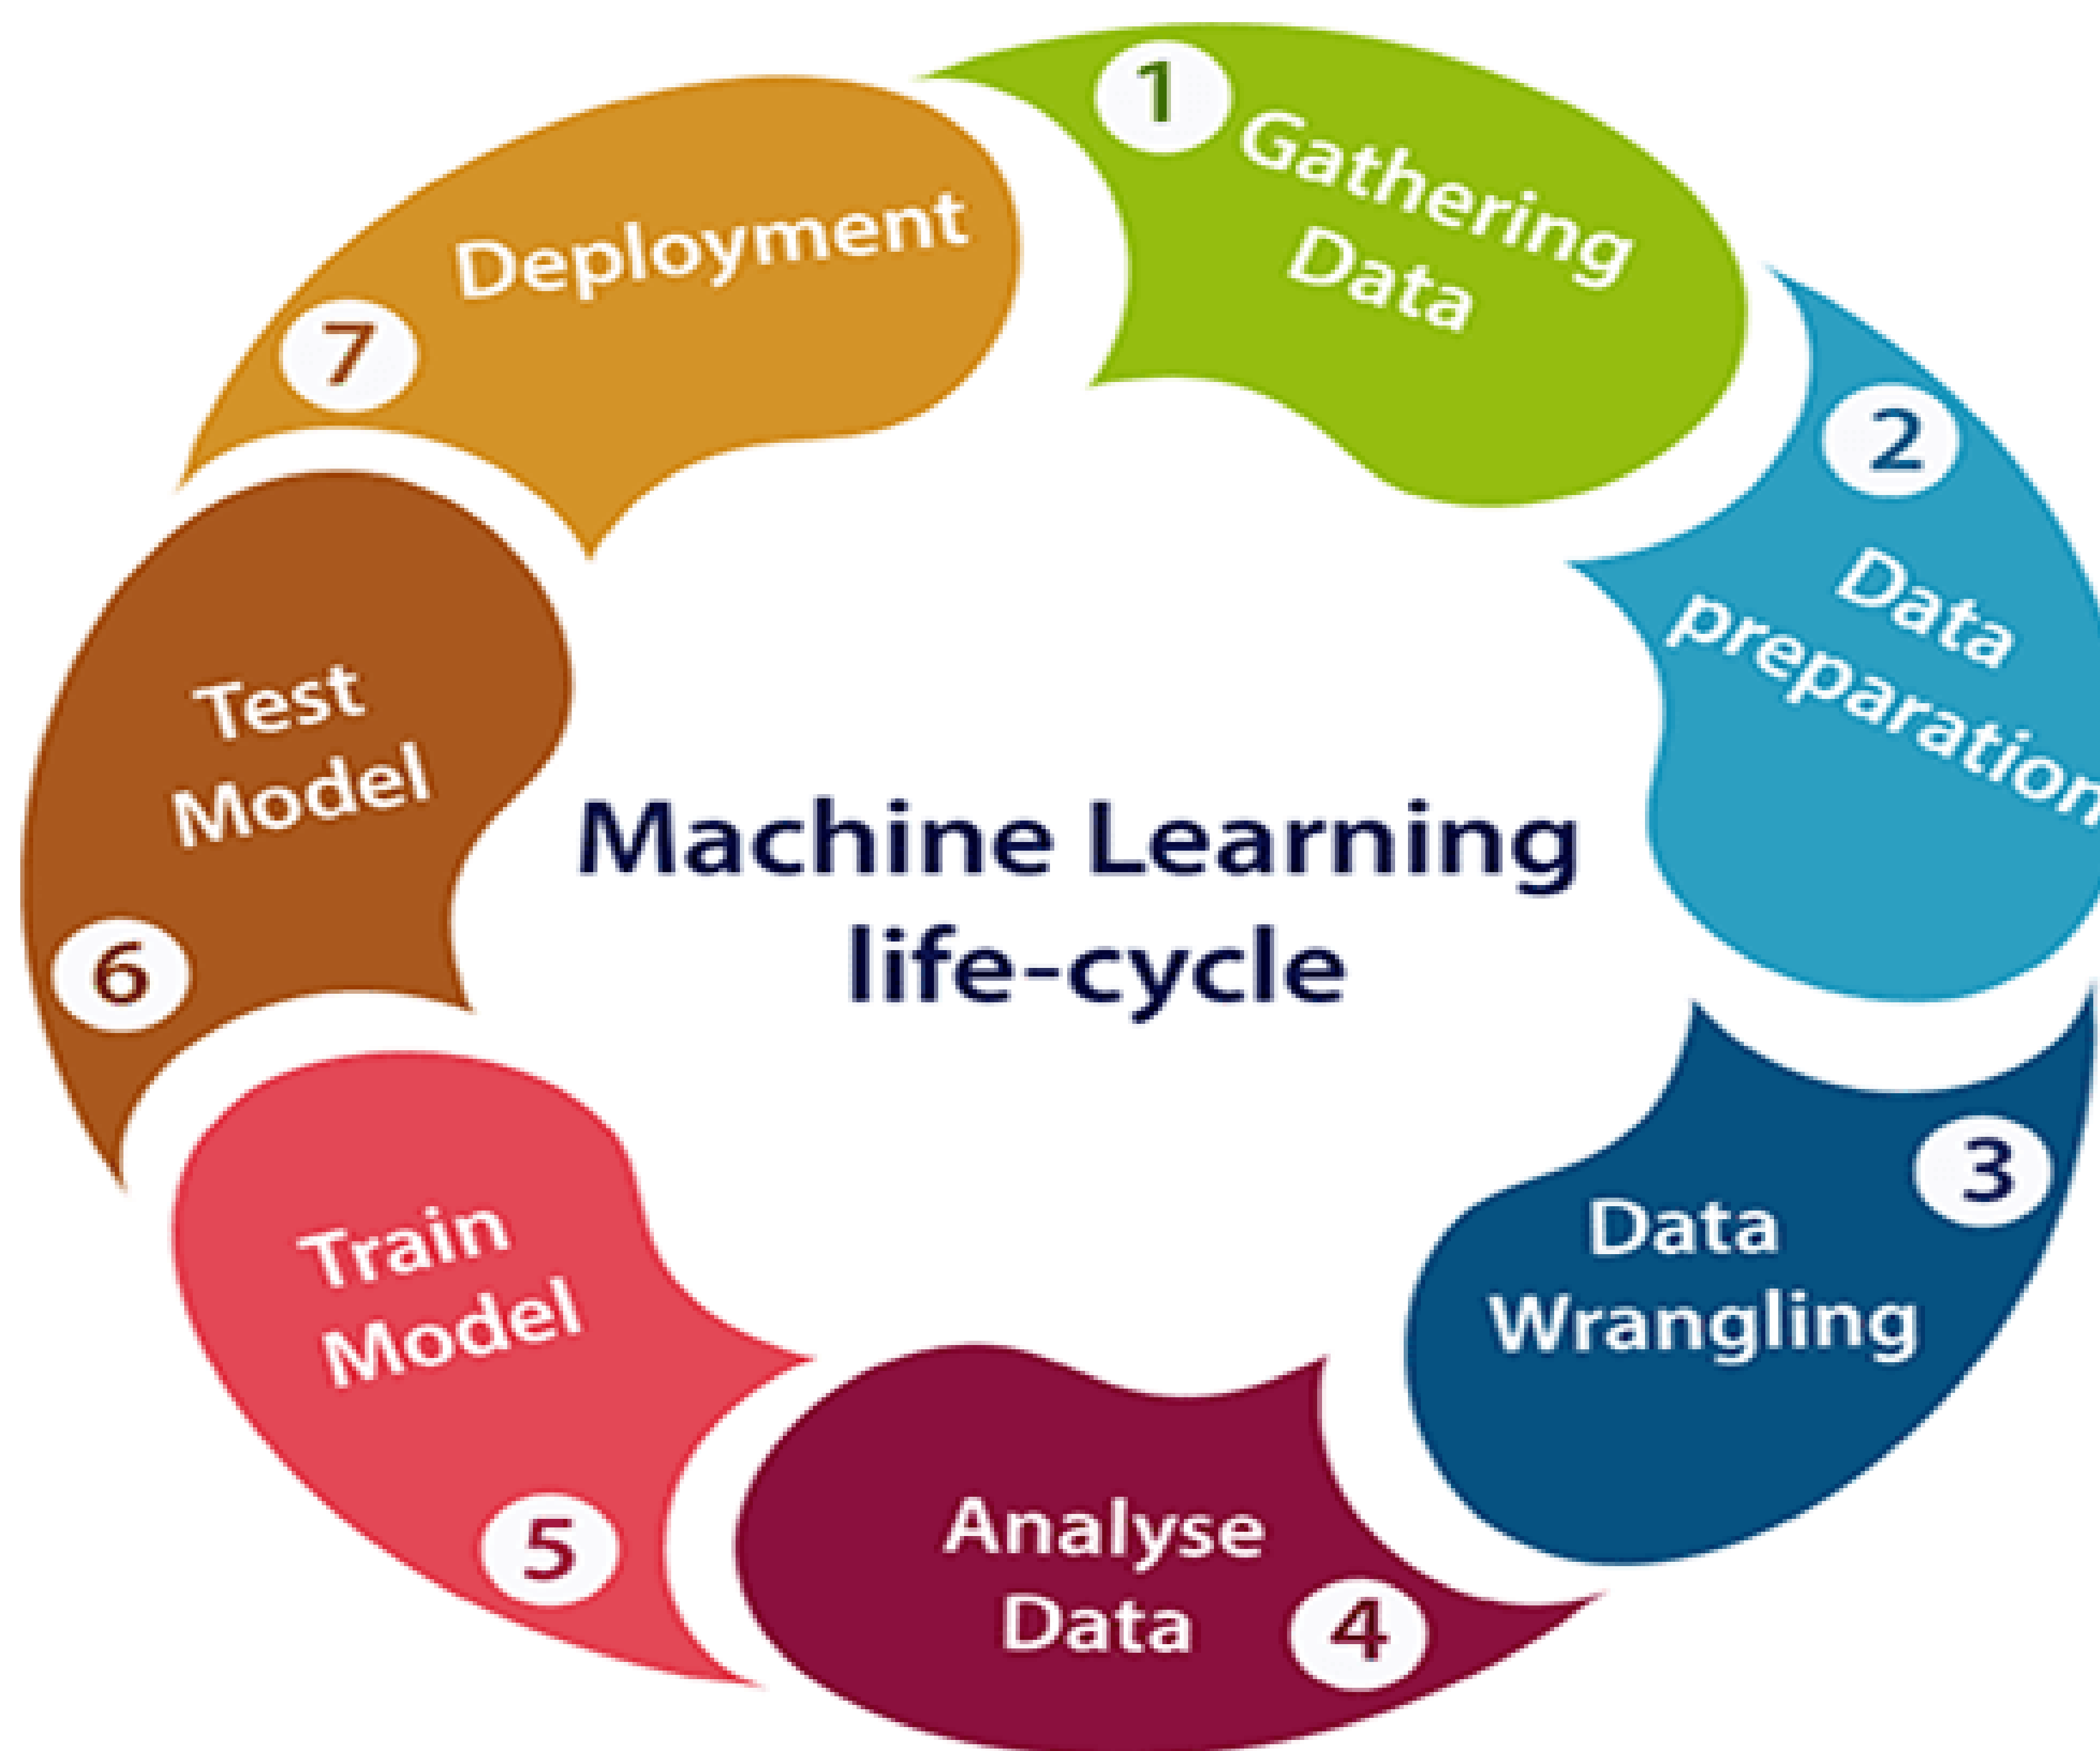 1
Gathering
Data
2
Data
preparation
3
Data
Wrangling
4
Analyse
Data
5
Train
Model
6
Test
Model
7
Deployment
Machine Learning
life-cycle